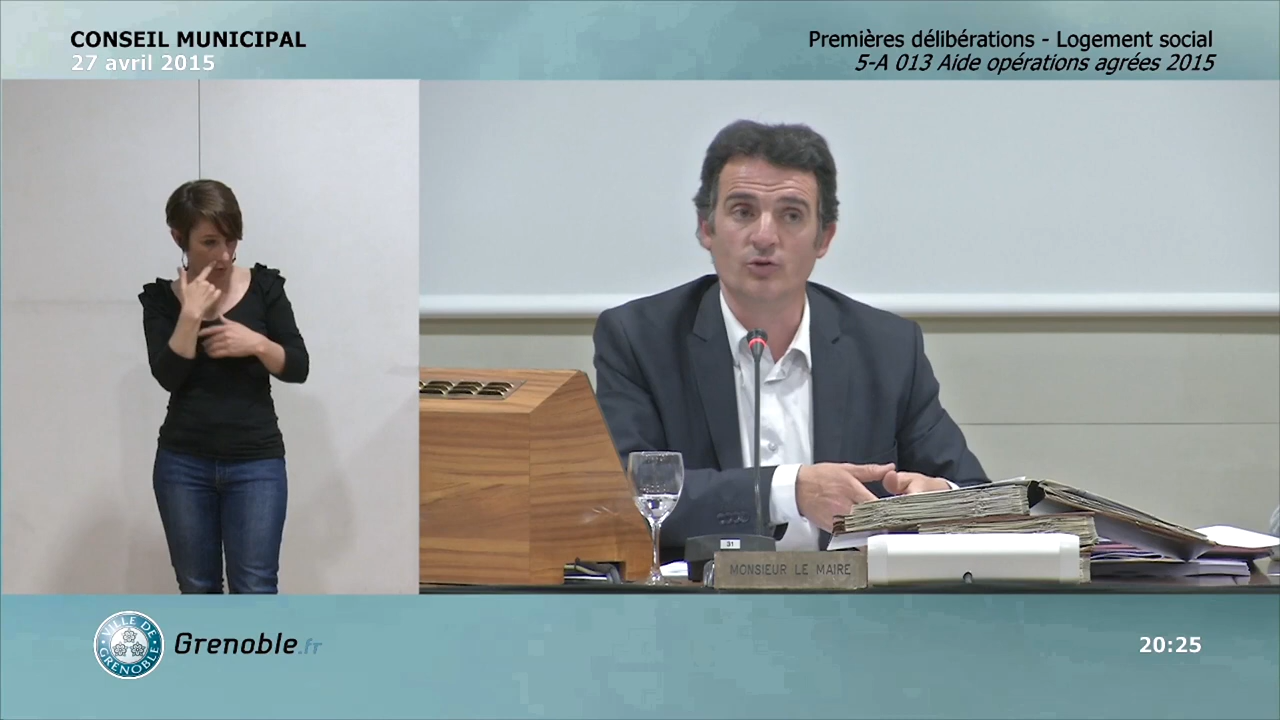 CONSEIL MUNICIPAL
27 avril 2015
Premières délibérations - Logement social
5-A 013 Aide opérations agrées 2015
31
MONSIEUR LE MAIRE
VILLE DE GRENOBLE
Grenoble.fr
20:25